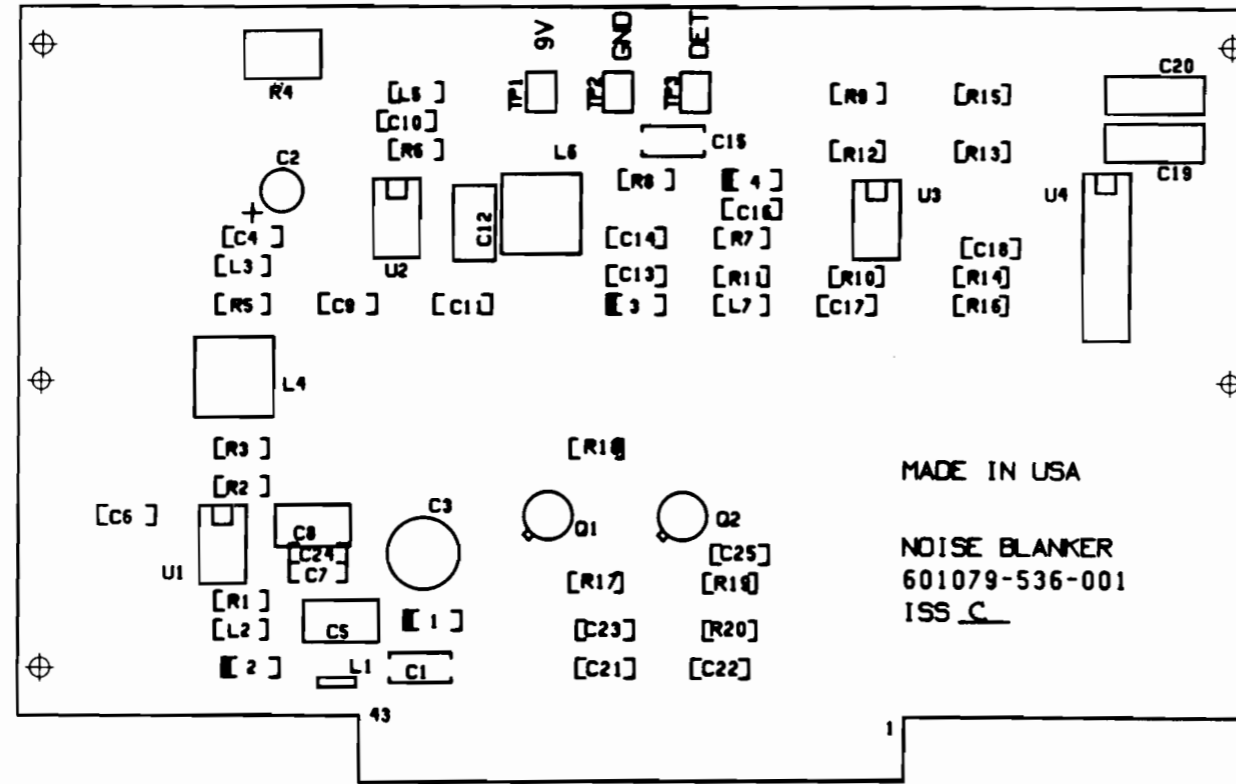 9V GND DET
TP1 TP2 TP3
R4
L5
C10
R6
C2
+
C4
L3
R5
C9
U2
C11
C12
L6
C15
R8
4
C16
C14
R7
C13
R11
3
L7
R9
R15
R12
R13
C20
C19
U3
U4
C18
R10
R14
C17
R16
L4
R3
R2
C6
U1
C8
C24
C7
C3
R1
L2
C5
1
2
L1
C1
R18
Q1
Q2
C25
R17
R19
C23
R20
C21
C22
MADE IN USA
NOISE BLANKER
601079-536-001
ISS C
43
1